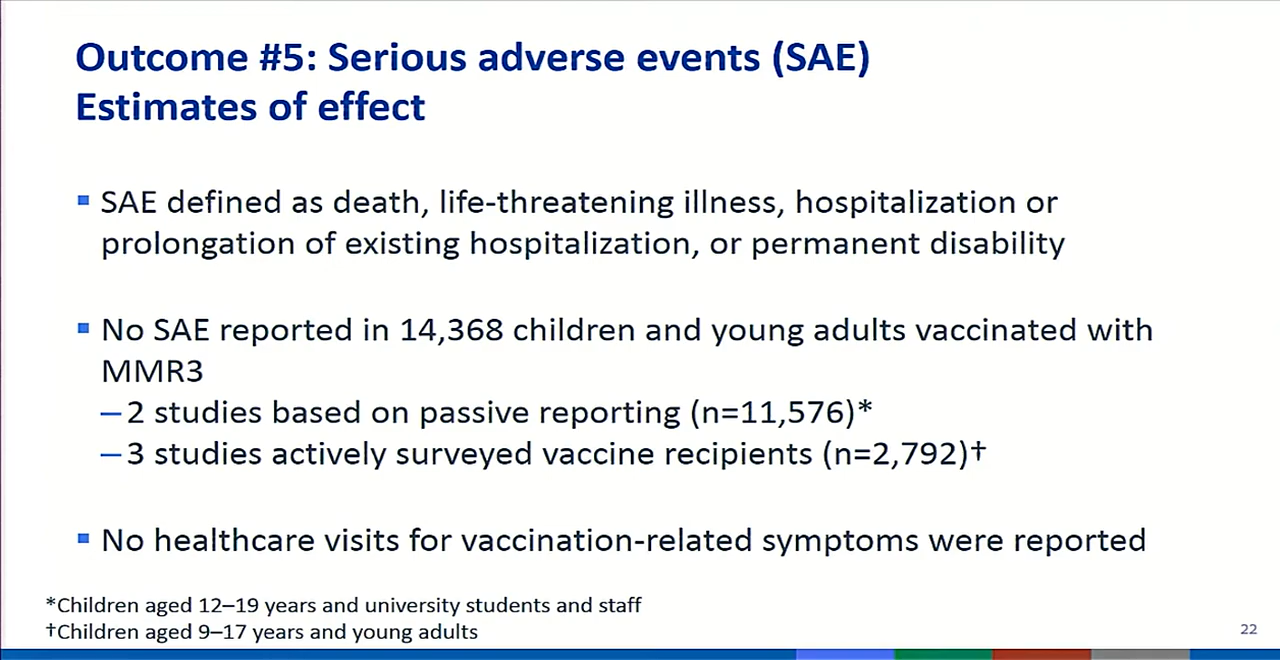 Outcome #5: Serious adverse events (SAE)
Estimates of effect
▪ SAE defined as death, life-threatening illness, hospitalization or
prolongation of existing hospitalization, or permanent disability
▪ No SAE reported in 14,368 children and young adults vaccinated with
MMR3
– 2 studies based on passive reporting (n=11,576)*
– 3 studies actively surveyed vaccine recipients (n=2,792)†
▪ No healthcare visits for vaccination-related symptoms were reported
*Children aged 12–19 years and university students and staff
†Children aged 9–17 years and young adults
22